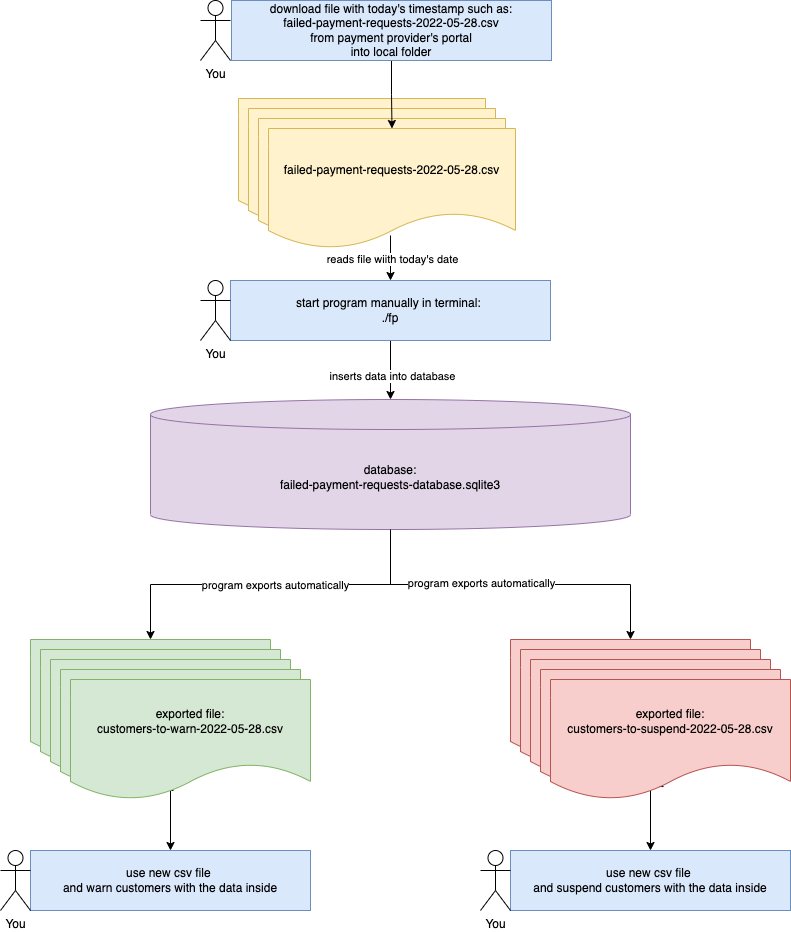 download file with today's timestamp such as:
failed-payment-requests-2022-05-28.csv
from payment provider's portal
into local folder
You
failed-payment-requests-2022-05-28.csv
reads file wiith today's date
start program manually in terminal:
./fp
You
inserts data into database
database:
failed-payment-requests-database.sqlite3
program exports automatically
program exports automatically
exported file:
customers-to-warn-2022-05-28.csv
exported file:
customers-to-suspend-2022-05-28.csv
use new csv file
and warn customers with the data inside
You
use new csv file
and suspend customers with the data inside
You